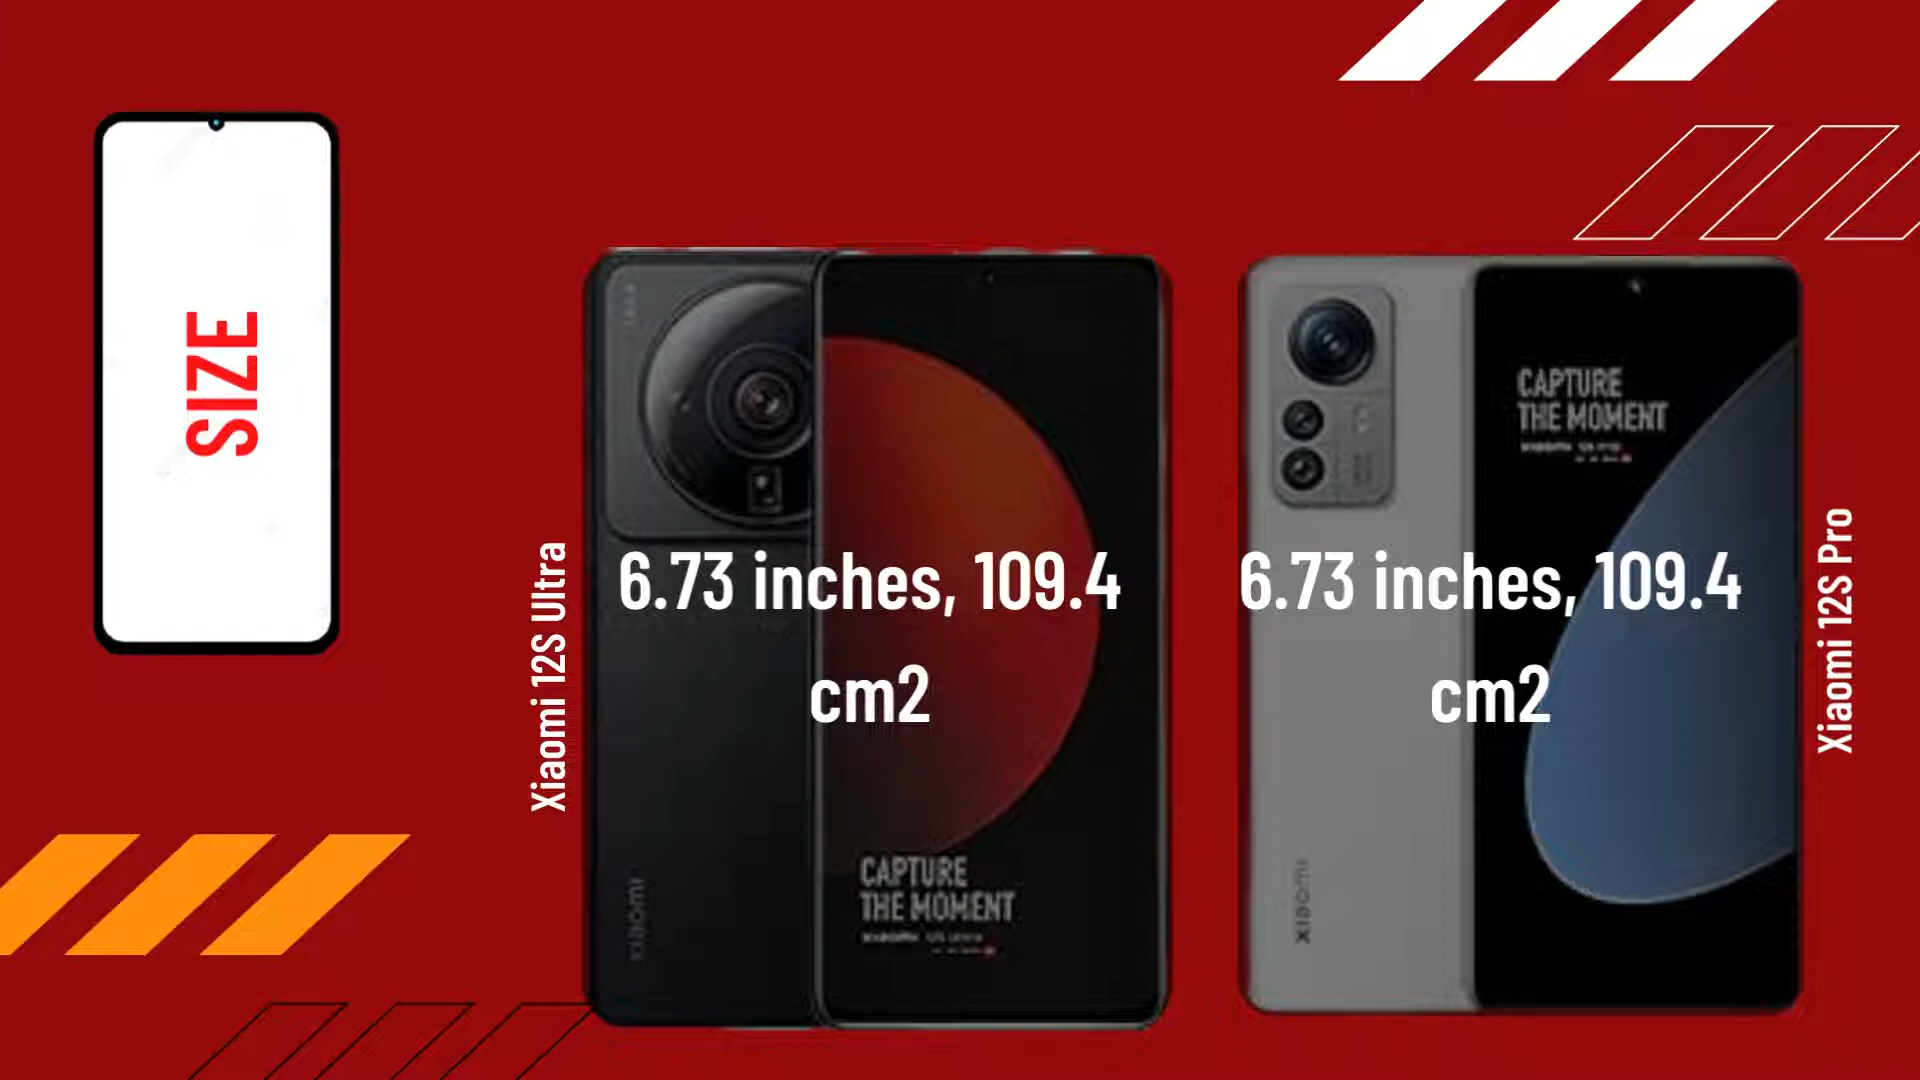 SIZE
Xiaomi 12S Ultra
6.73 inches, 109.4
cm2
CAPTURE
THE MOMENT
xiaomi
6.73 inches, 109.4
cm2
CAPTURE
THE MOMENT
xiaomi
Xiaomi 12S Pro